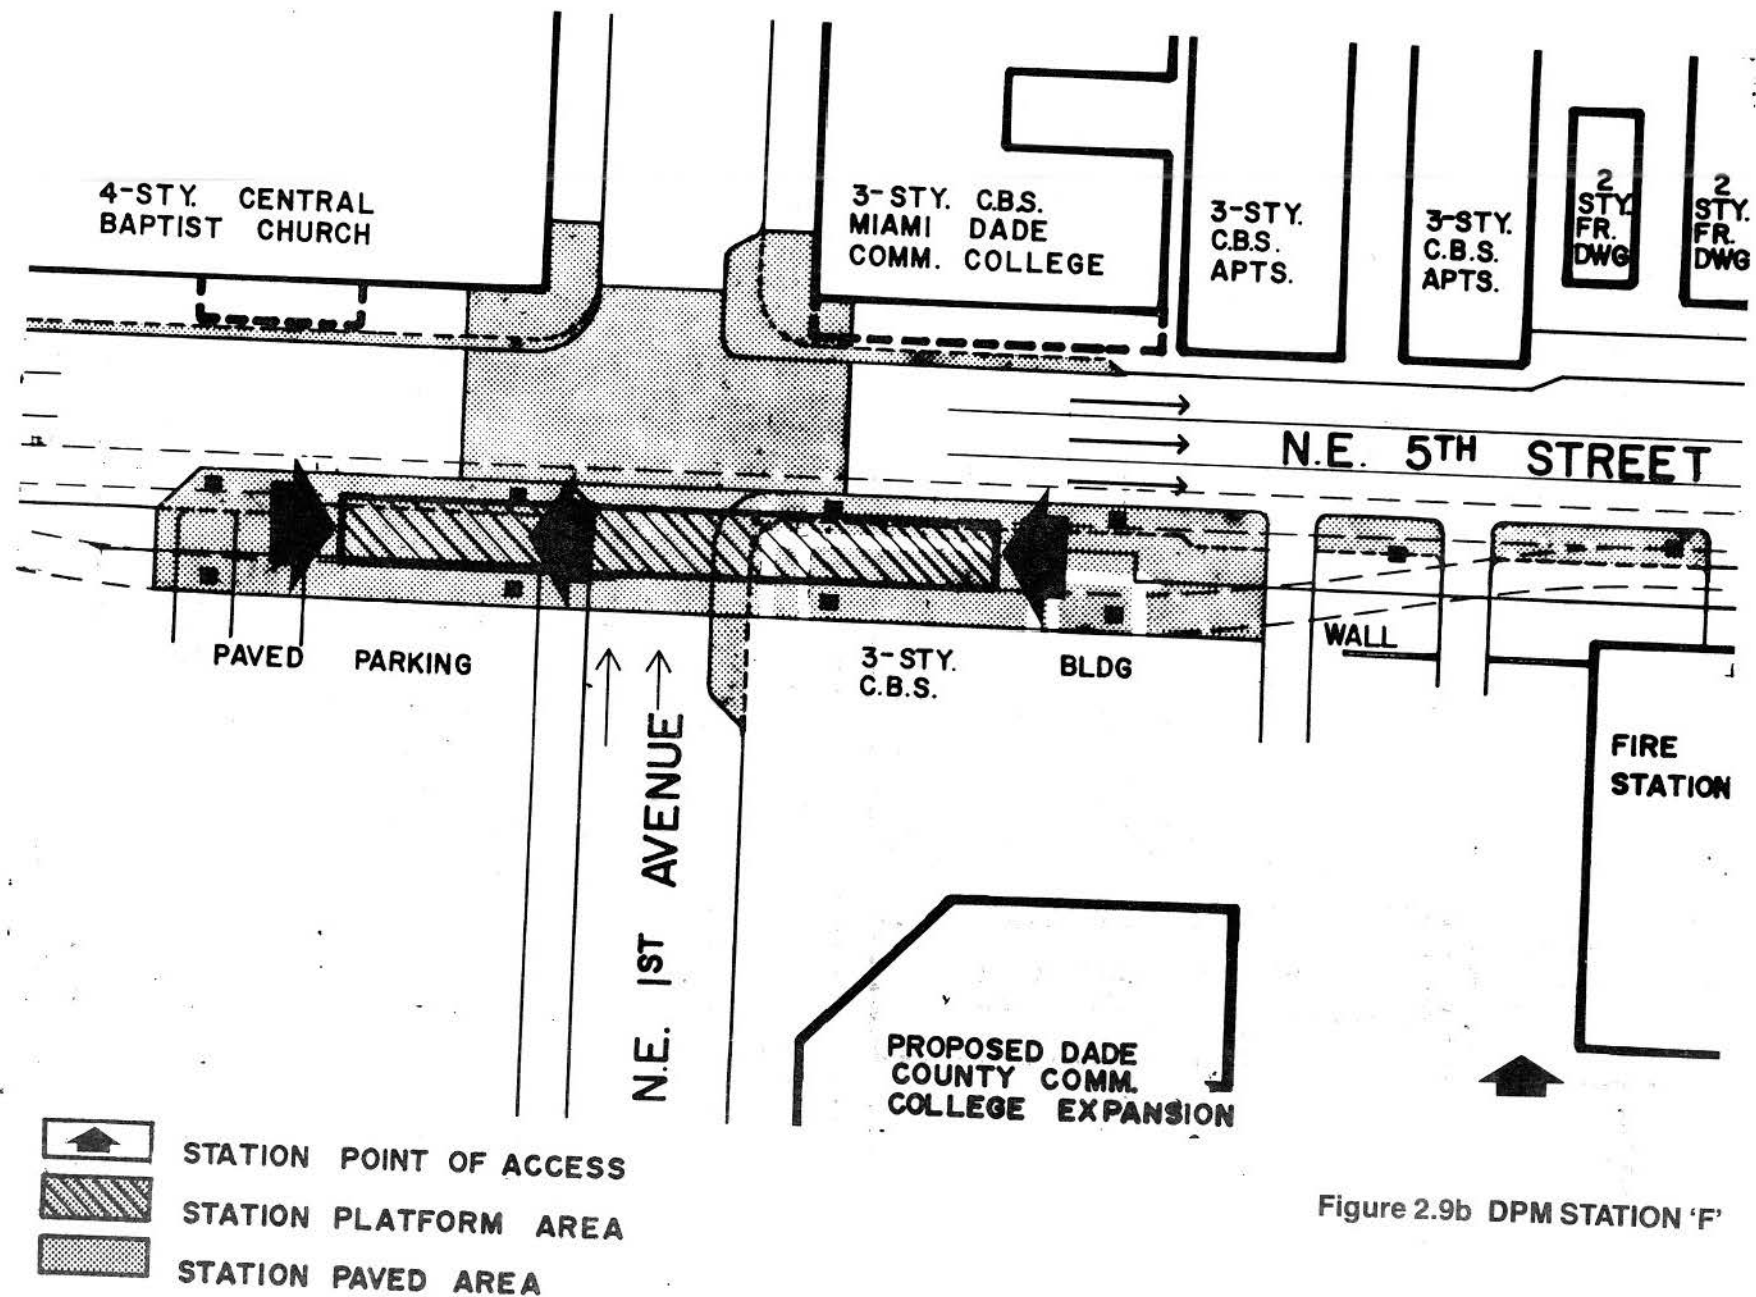 4-STY. CENTRAL
BAPTIST CHURCH
3-STY. C.B.S.
MIAMI DADE
COMM. COLLEGE
3-STY.
C.B.S.
APTS.
3-STY.
C.B.S.
APTS.
2
STY.
FR.
DWG
2
STY.
FR.
DWG
N.E. 5TH STREET
PAVED PARKING
3-STY.
C.B.S.
BLDG
WALL
FIRE
STATION
N.E. 1ST AVENUE
PROPOSED DADE
COUNTY COMM.
COLLEGE EXPANSION
STATION POINT OF ACCESS
STATION PLATFORM AREA
STATION PAVED AREA
Figure 2.9b DPM STATION ‘F’